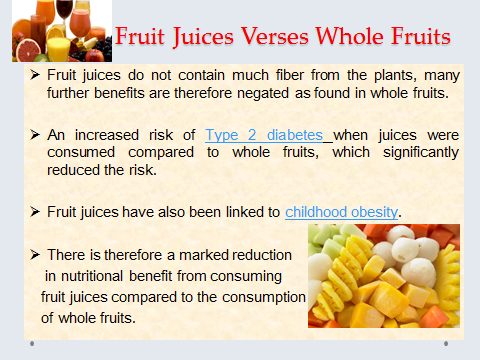 Fruit Juices Verses Whole Fruits
➢ Fruit juices do not contain much fiber from the plants, many
further benefits are therefore negated as found in whole fruits.
➢ An increased risk of Type 2 diabetes when juices were
consumed compared to whole fruits, which significantly
reduced the risk.
➢ Fruit juices have also been linked to childhood obesity.
➢ There is therefore a marked reduction
in nutritional benefit from consuming
fruit juices compared to the consumption
of whole fruits.